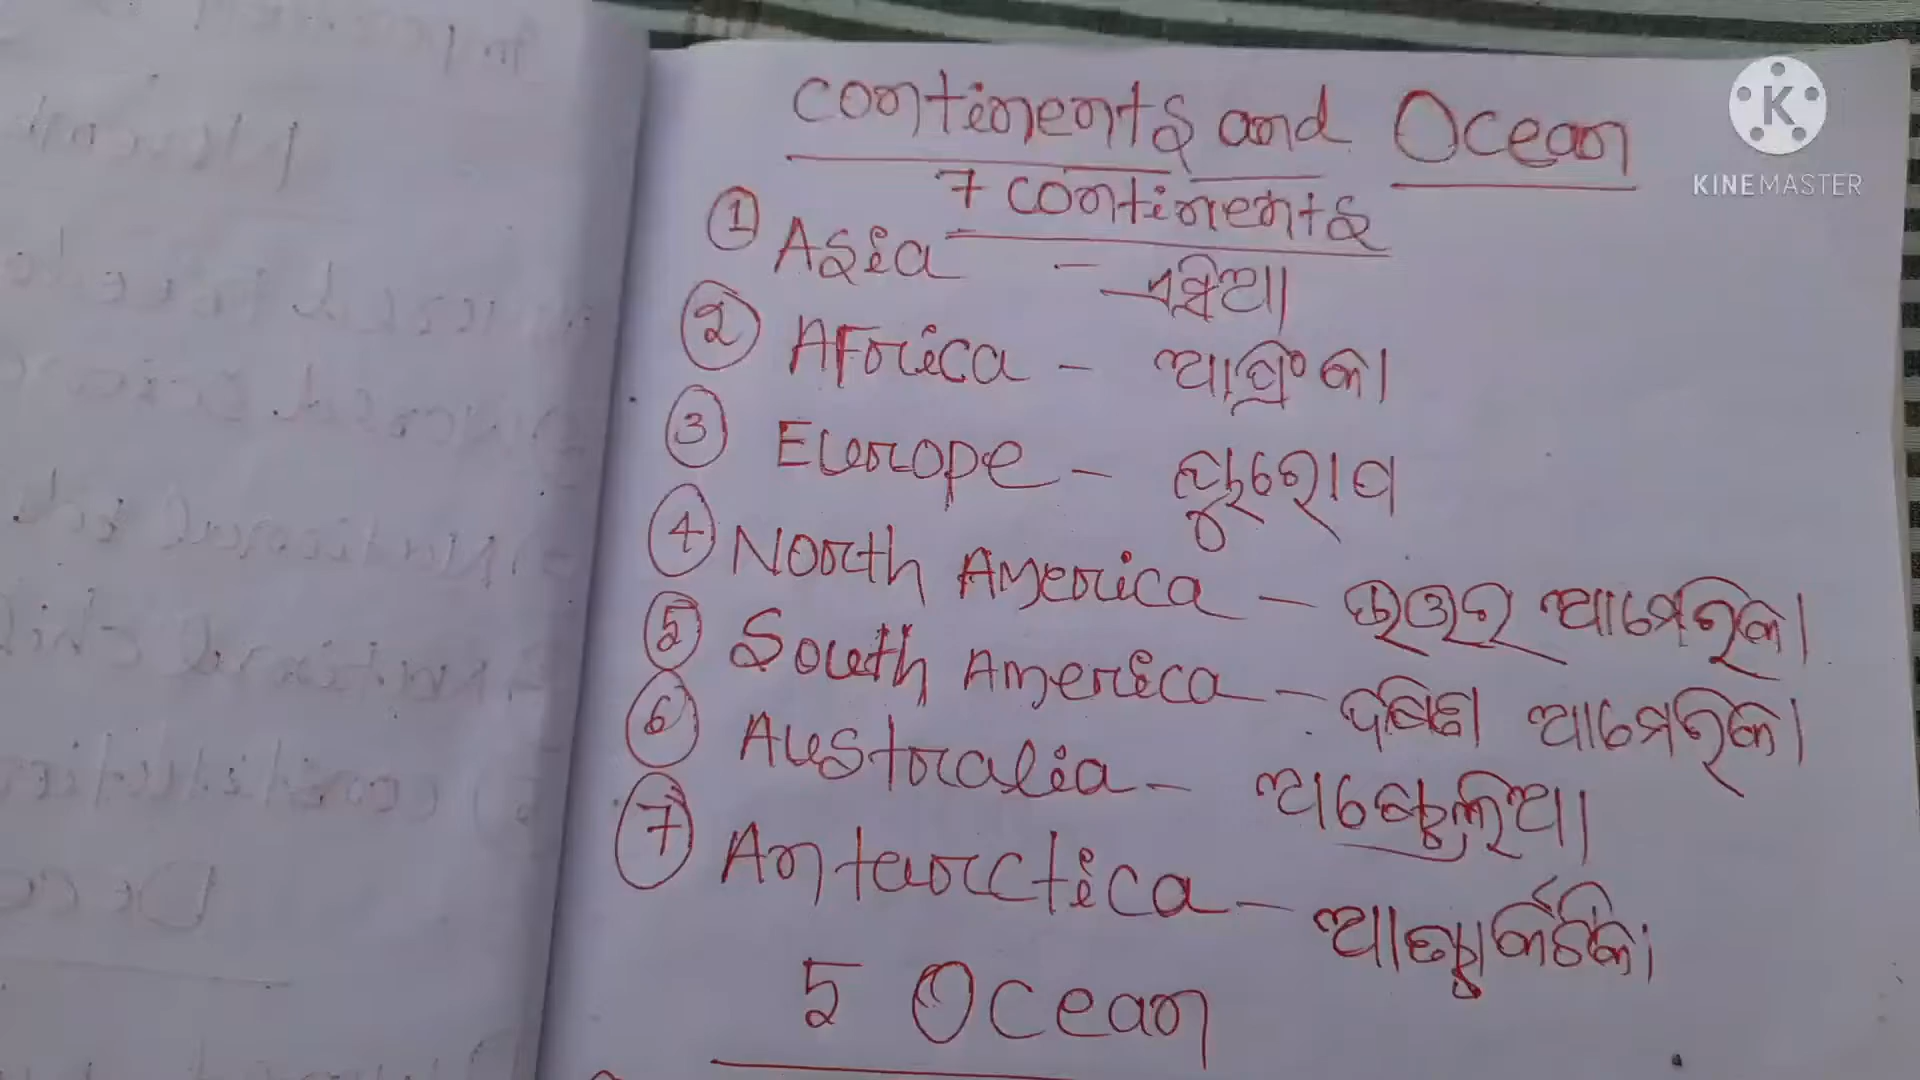 Continents and Ocean
7 Continents
① Asia - ଏସିଆ
② AFrica - ଆଫ୍ରିକା
③ Europe - ୟୁରୋପ
④ North America - ଉତ୍ତର ଆମେରିକା
⑤ South America - ଦକ୍ଷିଣ ଆମେରିକା
⑥ Australia - ଅଷ୍ଟ୍ରେଲିଆ
⑦ Antarctica - ଆଣ୍ଟାର୍କଟିକା
5 Ocean
K
KINEMASTER